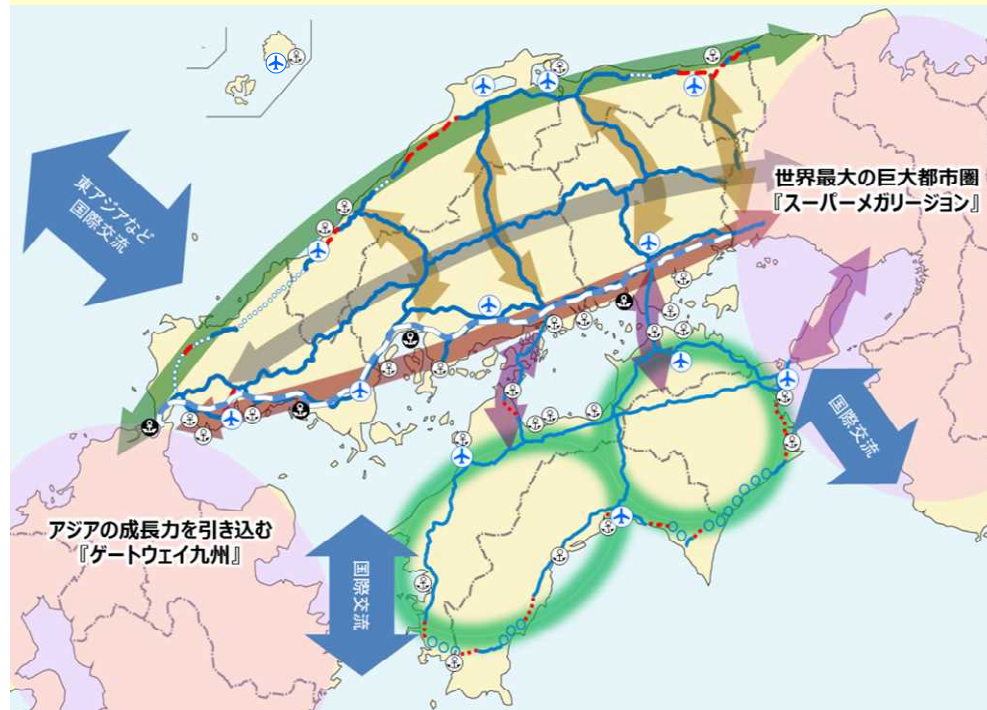 東アジアなど
国際交流
世界最大の巨大都市圏
『スーパーメガリージョン』
国際交流
アジアの成長力を引き込む
『ゲートウェイ九州』
国際交流